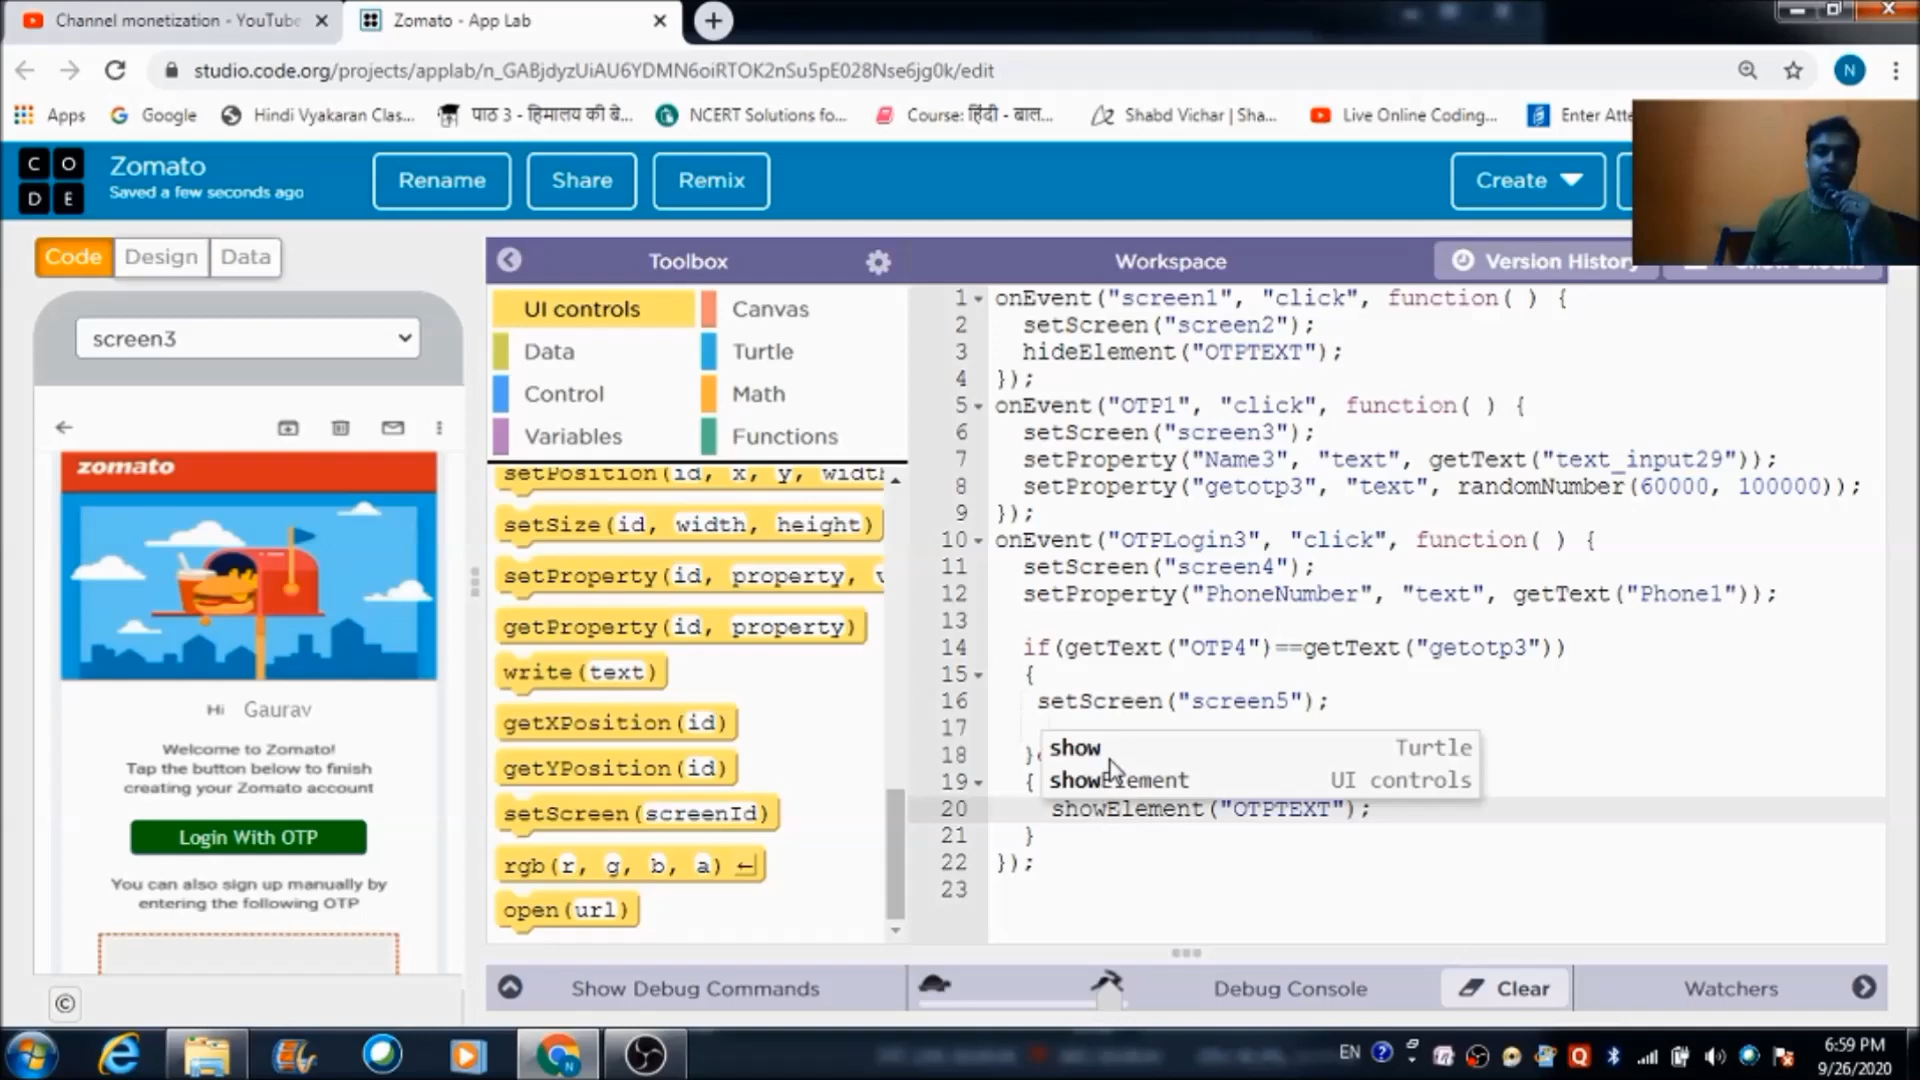 Channel monetization - YouTube
Zomato - App Lab
studio.code.org/projects/applab/n_GABjdyzUiAU6YDMN6oiRTOK2nSu5pE028Nse6jg0k/edit
N
Apps
Google
Hindi Vyakaran Clas...
पाठ 3 - हिमालय की बे...
NCERT Solutions fo...
Course: हिंदी - बाल...
Shabd Vichar | Sha...
Live Online Coding...
Enter Atte
C O
D E
Zomato
Saved a few seconds ago
Rename
Share
Remix
Create
Code
Design
Data
Toolbox
Workspace
Version History
screen3
zomato
Hi Gaurav
Welcome to Zomato!
Tap the button below to finish
creating your Zomato account
Login With OTP
You can also sign up manually by
entering the following OTP
UI controls
Canvas
Data
Turtle
Control
Math
Variables
Functions
setPosition(id, x, y, width
setSize(id, width, height)
setProperty(id, property, v
getProperty(id, property)
write(text)
getXPosition(id)
getYPosition(id)
setScreen(screenId)
rgb(r, g, b, a)
open(url)
1 onEvent("screen1", "click", function( ) {
2 setScreen("screen2");
3 hideElement("OTPTEXT");
4 });
5 onEvent("OTP1", "click", function( ) {
6 setScreen("screen3");
7 setProperty("Name3", "text", getText("text_input29"));
8 setProperty("getotp3", "text", randomNumber(60000, 100000));
9 });
10 onEvent("OTPLogin3", "click", function( ) {
11 setScreen("screen4");
12 setProperty("PhoneNumber", "text", getText("Phone1"));
13
14 if(getText("OTP4")==getText("getotp3"))
15 {
16 setScreen("screen5");
17
18 }
19 {
20 showElement("OTPTEXT");
21 }
22 });
23
show Turtle
showElement UI controls
Show Debug Commands
Debug Console
Clear
Watchers
©
N
EN
6:59 PM
9/26/2020